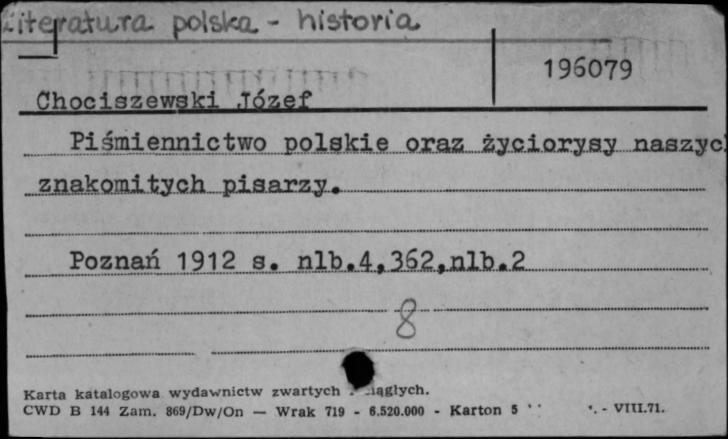 Literatura polska - historia
196079
Chociszewski Józef
Piśmiennictwo polskie oraz życiorysy naszyc
znakomitych pisarzy.
Poznań 1912 s. nlb.4,362,nlb.2
8
Karta katalogowa wydawnictw zwartych iągłych.
CWD B 144 Zam. 869/Dw/On — Wrak 719 - 6.520.000 - Karton 5 - VIII.71.